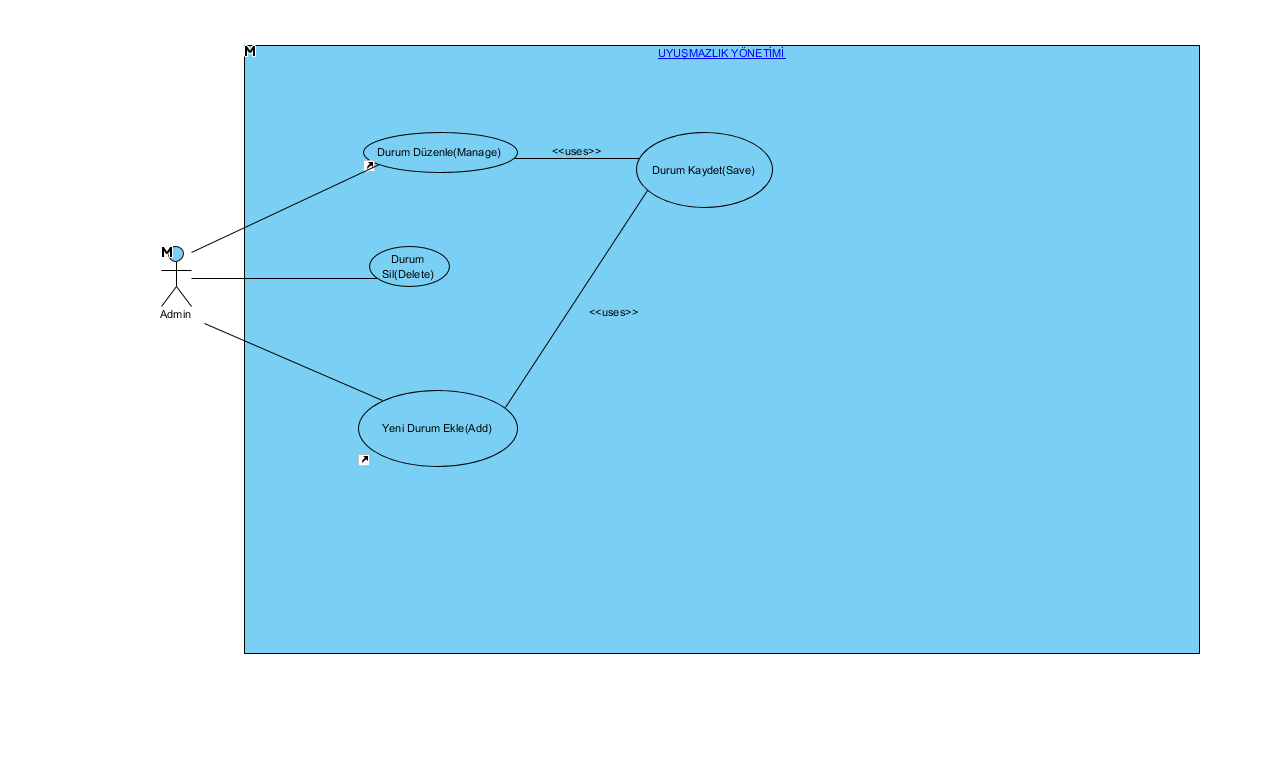 UYUŞMAZLIK YÖNETİMİ
Durum Düzenle(Manage)
<<uses>>
Durum Kaydet(Save)
Durum
Sil(Delete)
Admin
<<uses>>
Yeni Durum Ekle(Add)